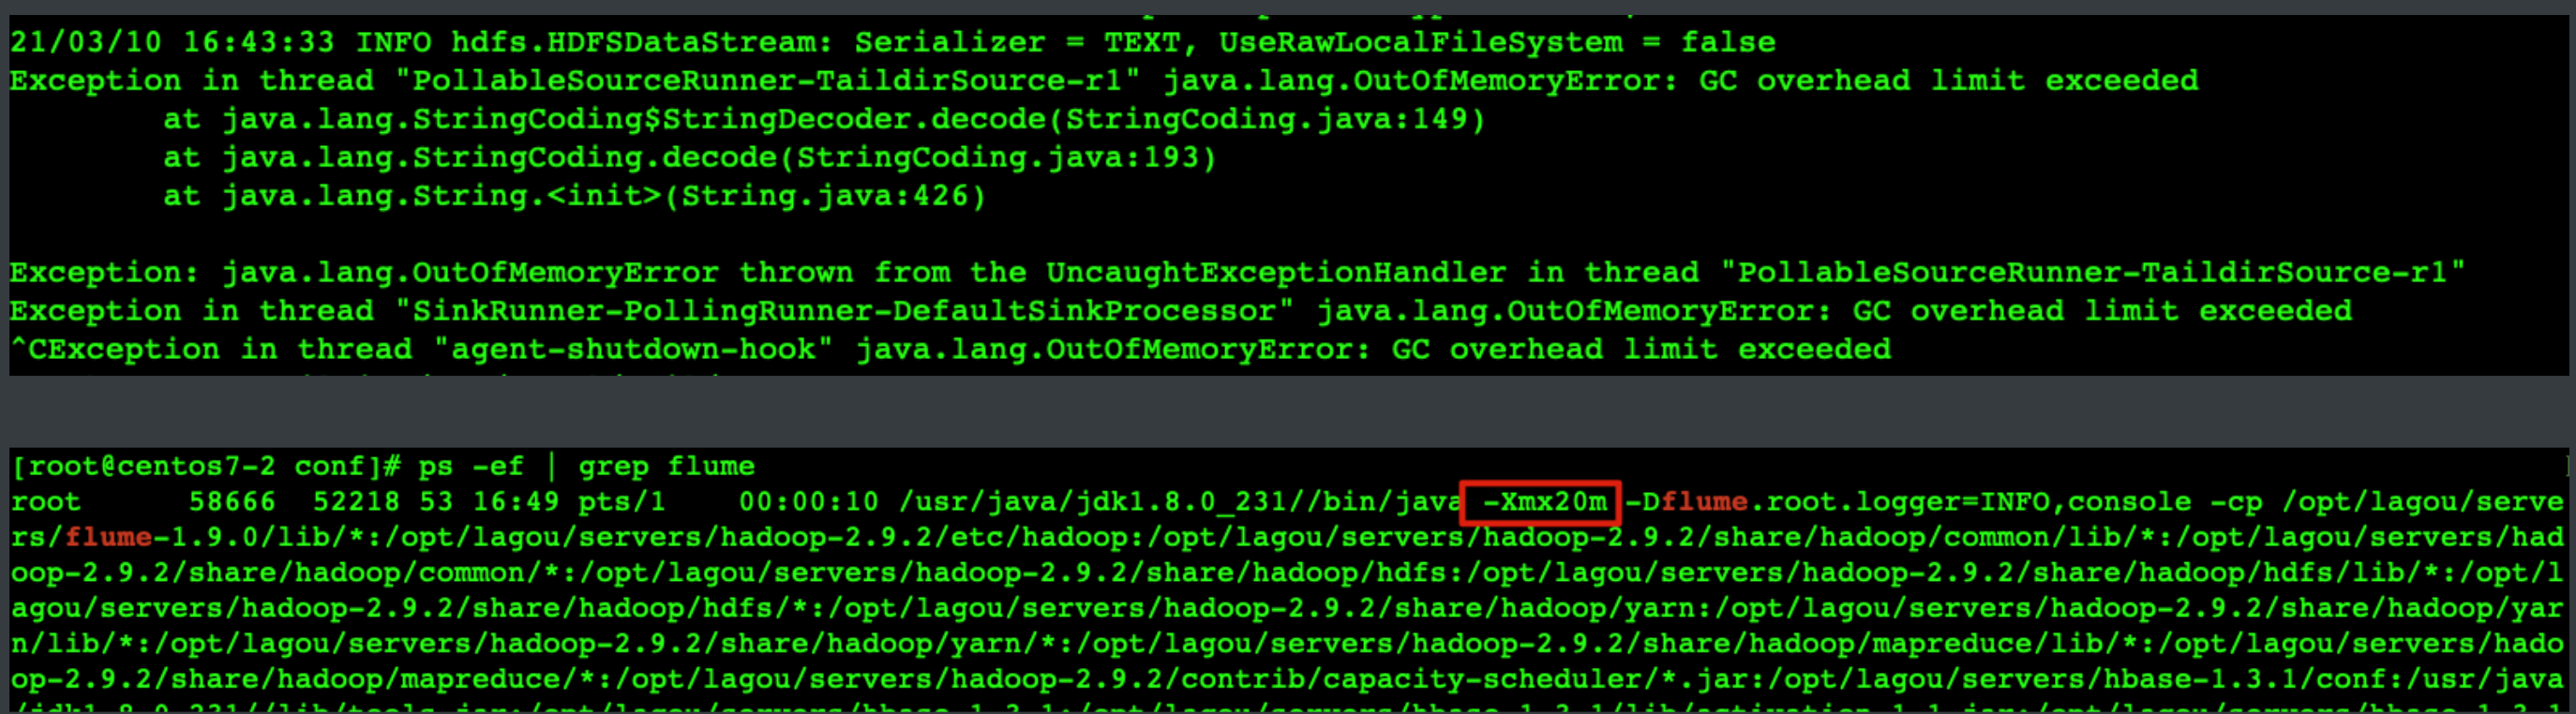 21/03/10 16:43:33 INFO hdfs.HDFSDataStream: Serializer = TEXT, UseRawLocalFileSystem = false
Exception in thread "PollableSourceRunner-TaildirSource-r1" java.lang.OutOfMemoryError: GC overhead limit exceeded
        at java.lang.StringCoding$StringDecoder.decode(StringCoding.java:149)
        at java.lang.StringCoding.decode(StringCoding.java:193)
        at java.lang.String.<init>(String.java:426)
Exception: java.lang.OutOfMemoryError thrown from the UncaughtExceptionHandler in thread "PollableSourceRunner-TaildirSource-r1"
Exception in thread "SinkRunner-PollingRunner-DefaultSinkProcessor" java.lang.OutOfMemoryError: GC overhead limit exceeded
^CException in thread "agent-shutdown-hook" java.lang.OutOfMemoryError: GC overhead limit exceeded
[root@centos7-2 conf]# ps -ef | grep flume
root      58666  52218 53 16:49 pts/1    00:00:10 /usr/java/jdk1.8.0_231//bin/java -Xmx20m -Dflume.root.logger=INFO,console -cp /opt/lagou/serve
rs/flume-1.9.0/lib/*:/opt/lagou/servers/hadoop-2.9.2/etc/hadoop:/opt/lagou/servers/hadoop-2.9.2/share/hadoop/common/lib/*:/opt/lagou/servers/had
oop-2.9.2/share/hadoop/common/*:/opt/lagou/servers/hadoop-2.9.2/share/hadoop/hdfs:/opt/lagou/servers/hadoop-2.9.2/share/hadoop/hdfs/lib/*:/opt/l
agou/servers/hadoop-2.9.2/share/hadoop/hdfs/*:/opt/lagou/servers/hadoop-2.9.2/share/hadoop/yarn:/opt/lagou/servers/hadoop-2.9.2/share/hadoop/yar
n/lib/*:/opt/lagou/servers/hadoop-2.9.2/share/hadoop/yarn/*:/opt/lagou/servers/hadoop-2.9.2/share/hadoop/mapreduce/lib/*:/opt/lagou/servers/hado
op-2.9.2/share/hadoop/mapreduce/*:/opt/lagou/servers/hadoop-2.9.2/contrib/capacity-scheduler/*.jar:/opt/lagou/servers/hbase-1.3.1/conf:/usr/java